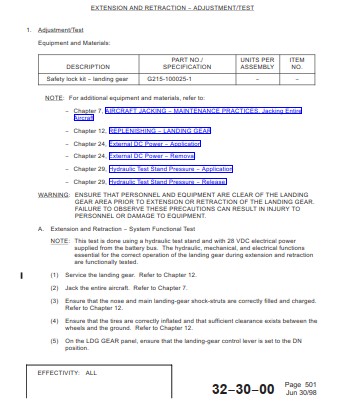 EXTENSION AND RETRACTION – ADJUSTMENT/TEST
1. Adjustment/Test
Equipment and Materials:
DESCRIPTION PART NO / SPECIFICATION UNITS PER ASSEMBLY ITEM NO.
Safety lock kit – landing gear G215-100025-1 – –
NOTE: For additional equipment and materials, refer to:
– Chapter 7, AIRCRAFT JACKING – MAINTENANCE PRACTICES, Jacking Entire
Aircraft
– Chapter 12, REPLENISHING – LANDING GEAR
– Chapter 24, External DC Power – Application
– Chapter 24, External DC Power – Removal
– Chapter 29, Hydraulic Test Stand Pressure – Application
– Chapter 29, Hydraulic Test Stand Pressure – Release
WARNING: ENSURE THAT PERSONNEL AND EQUIPMENT ARE CLEAR OF THE LANDING
GEAR AREA PRIOR TO EXTENSION OR RETRACTION OF THE LANDING GEAR.
FAILURE TO OBSERVE THESE PRECAUTIONS CAN RESULT IN INJURY TO
PERSONNEL OR DAMAGE TO EQUIPMENT.
A. Extension and Retraction – System Functional Test
NOTE: This test is done using a hydraulic test stand and with 28 VDC electrical power
supplied from the battery bus. The hydraulic, mechanical, and electrical functions
essential for the correct operation of the landing gear during extension and retraction
are functionally tested.
(1) Service the landing gear. Refer to Chapter 12.
(2) Jack the entire aircraft. Refer to Chapter 7.
(3) Ensure that the nose and main landing-gear shock-struts are correctly filled and charged.
Refer to Chapter 12.
(4) Ensure that the tires are correctly inflated and that sufficient clearance exists between the
wheels and the ground. Refer to Chapter 12.
(5) On the LDG GEAR panel, ensure that the landing-gear control lever is set to the DN
position.
EFFECTIVITY: ALL
32–30–00 Page 501
Jun 30/98